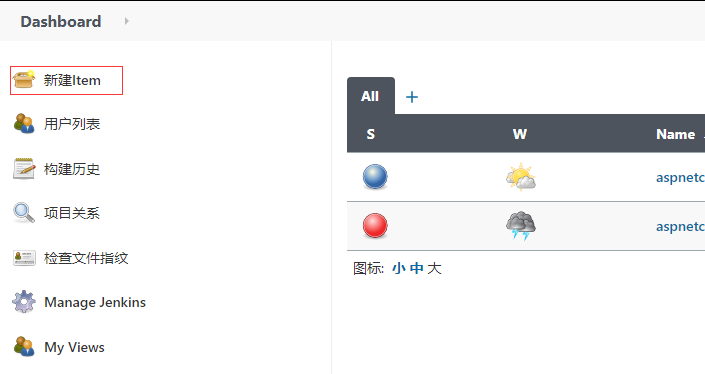 Dashboard
新建Item
用户列表
构建历史
项目关系
检查文件指纹
Manage Jenkins
My Views
All +
S W Name
aspnetc
aspnetc
图标: 小 中 大